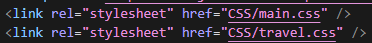 <link rel="stylesheet" href="CSS/main.css" />
<link rel="stylesheet" href="CSS/travel.css" />